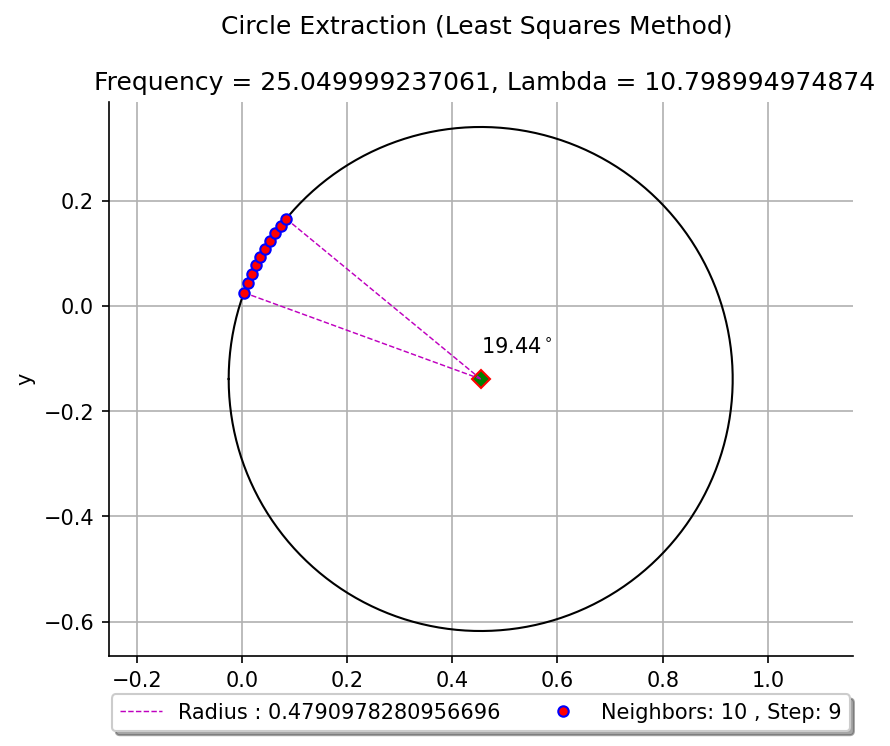 Circle Extraction (Least Squares Method)
Frequency = 25.049999237061, Lambda = 10.798994974874
0.2
0.0
−0.2
−0.4
−0.6
y
19.44°
−0.2 0.0 0.2 0.4 0.6 0.8 1.0
Radius : 0.4790978280956696 Neighbors: 10 , Step: 9